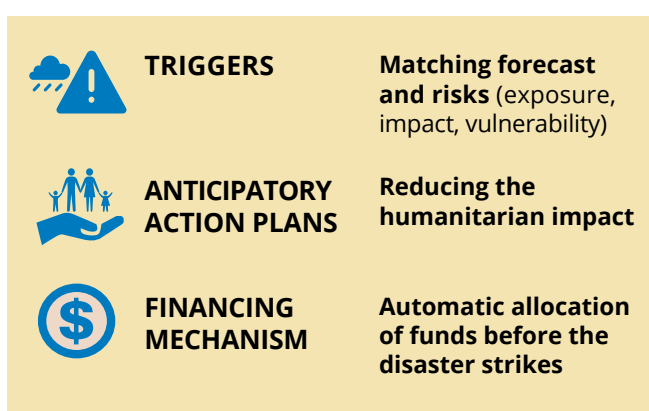 TRIGGERS
Matching forecast
and risks (exposure,
impact, vulnerability)
ANTICIPATORY
ACTION PLANS
Reducing the
humanitarian impact
$
FINANCING
MECHANISM
Automatic allocation
of funds before the
disaster strikes